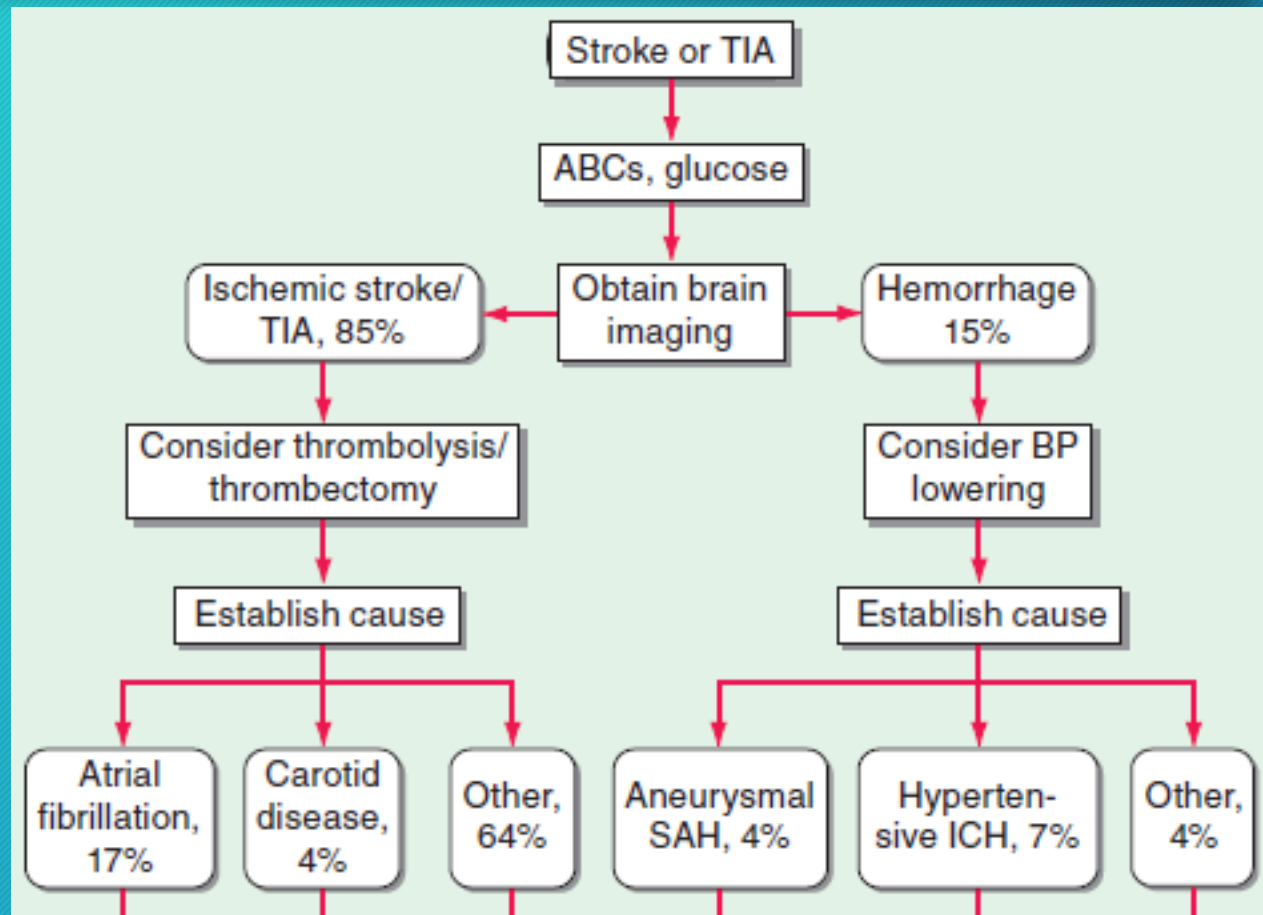 Stroke or TIA
ABCs, glucose
Ischemic stroke/
TIA, 85%
Obtain brain
imaging
Hemorrhage
15%
Consider thrombolysis/
thrombectomy
Consider BP
lowering
Establish cause
Establish cause
Atrial
fibrillation,
17%
Carotid
disease,
4%
Other,
64%
Aneurysmal
SAH, 4%
Hyperten-
sive ICH, 7%
Other,
4%